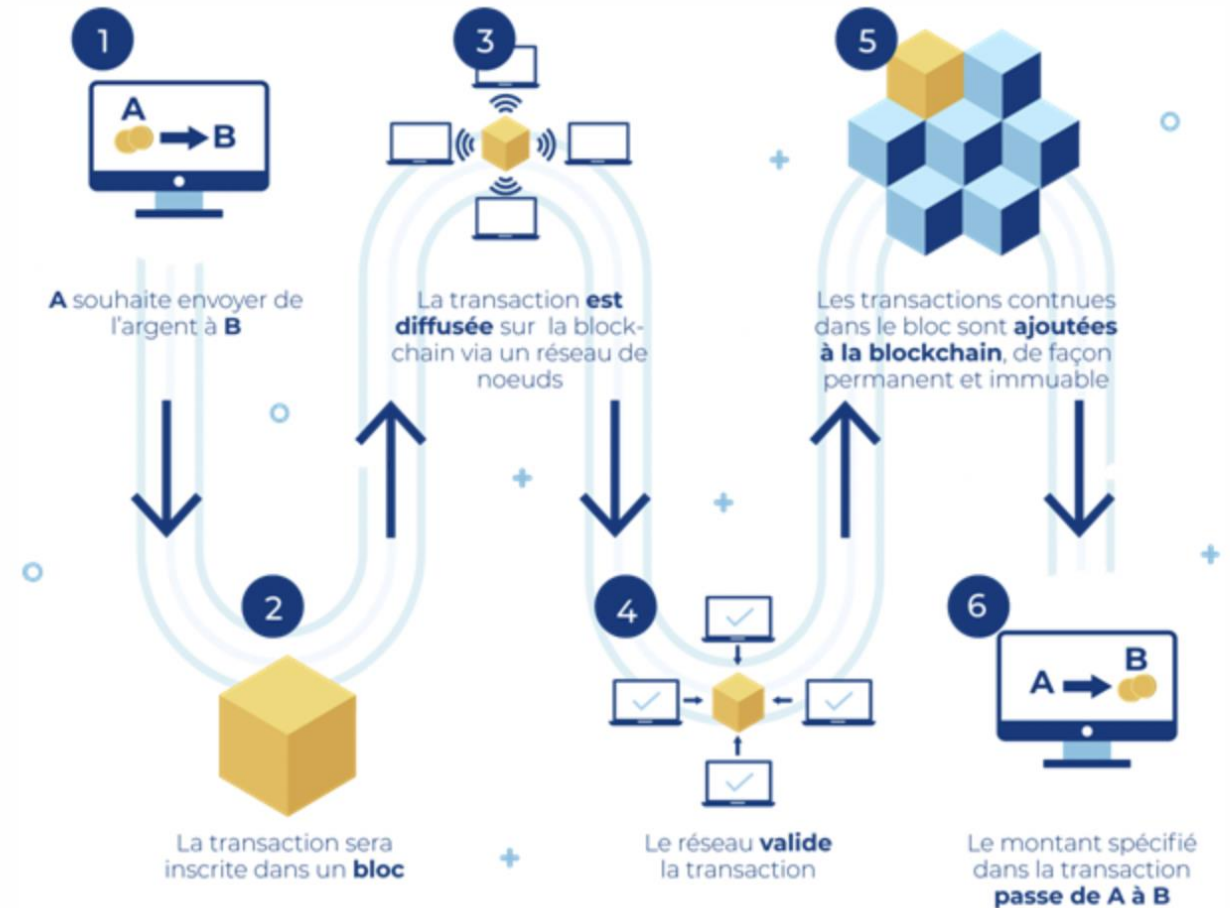 1
A
B
A souhaite envoyer de
l'argent à B
2
La transaction sera
inscrite dans un bloc
3
La transaction est
diffusée sur la block-
chain via un réseau de
noeuds
4
Le réseau valide
la transaction
5
Les transactions contnues
dans le bloc sont ajoutées
à la blockchain, de façon
permanent et immuable
6
B
A
Le montant spécifié
dans la transaction
passe de A à B